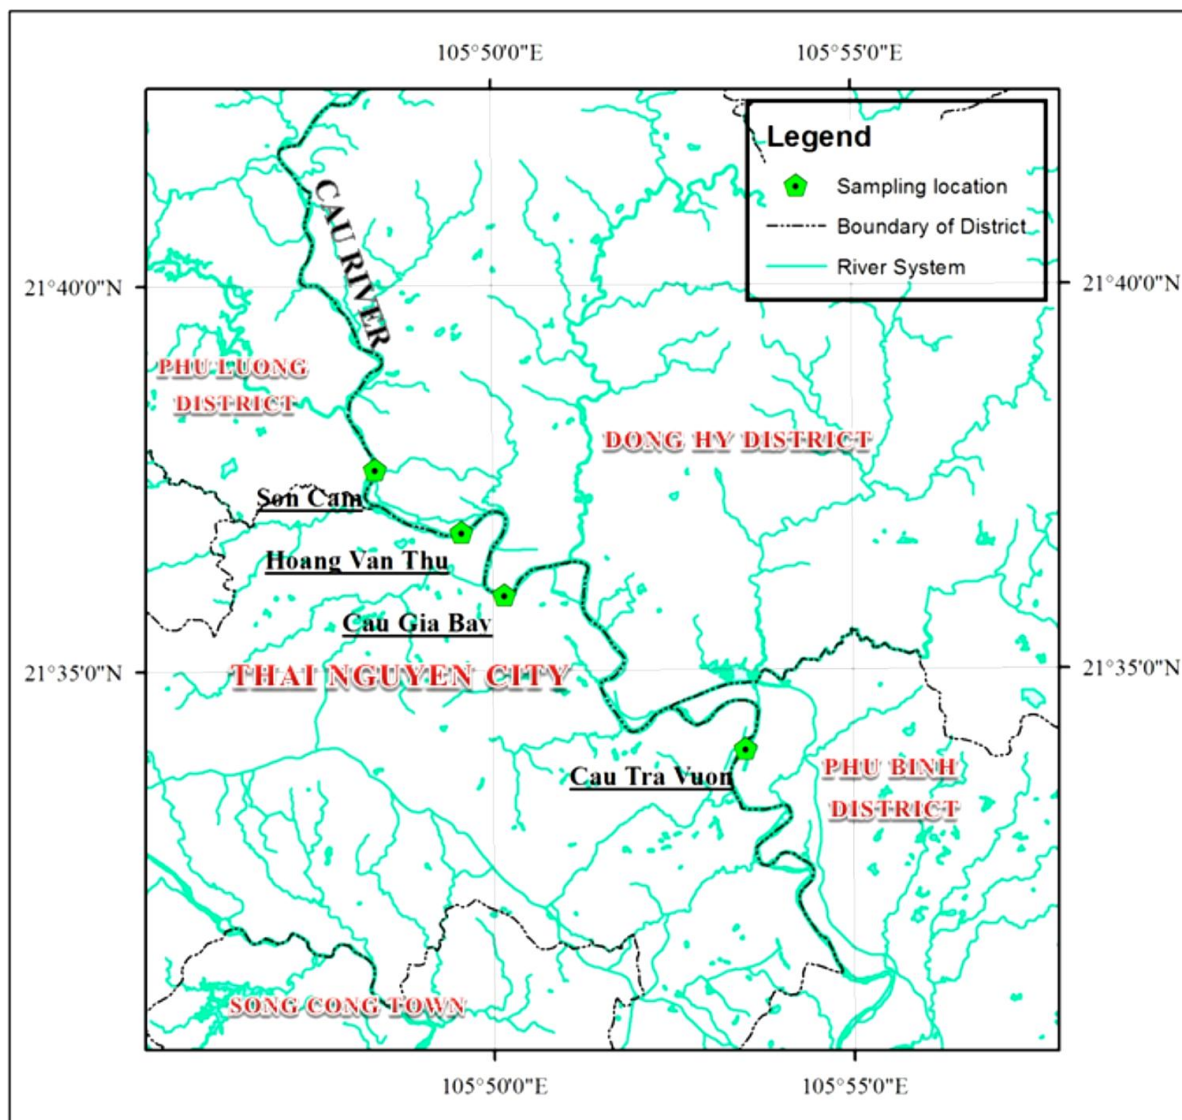 105°50'0"E
105°55'0"E
Legend
Sampling location
Boundary of District
River System
CAU RIVER
21°40'0"N
21°40'0"N
PHU LUONG
DISTRICT
DONG HY DISTRICT
Son Cam
Hoang Van Thu
Cau Gia Bay
THAI NGUYEN CITY
21°35'0"N
21°35'0"N
Cau Tra Vuon
PHU BINH
DISTRICT
SONG CONG TOWN
105°50'0"E
105°55'0"E